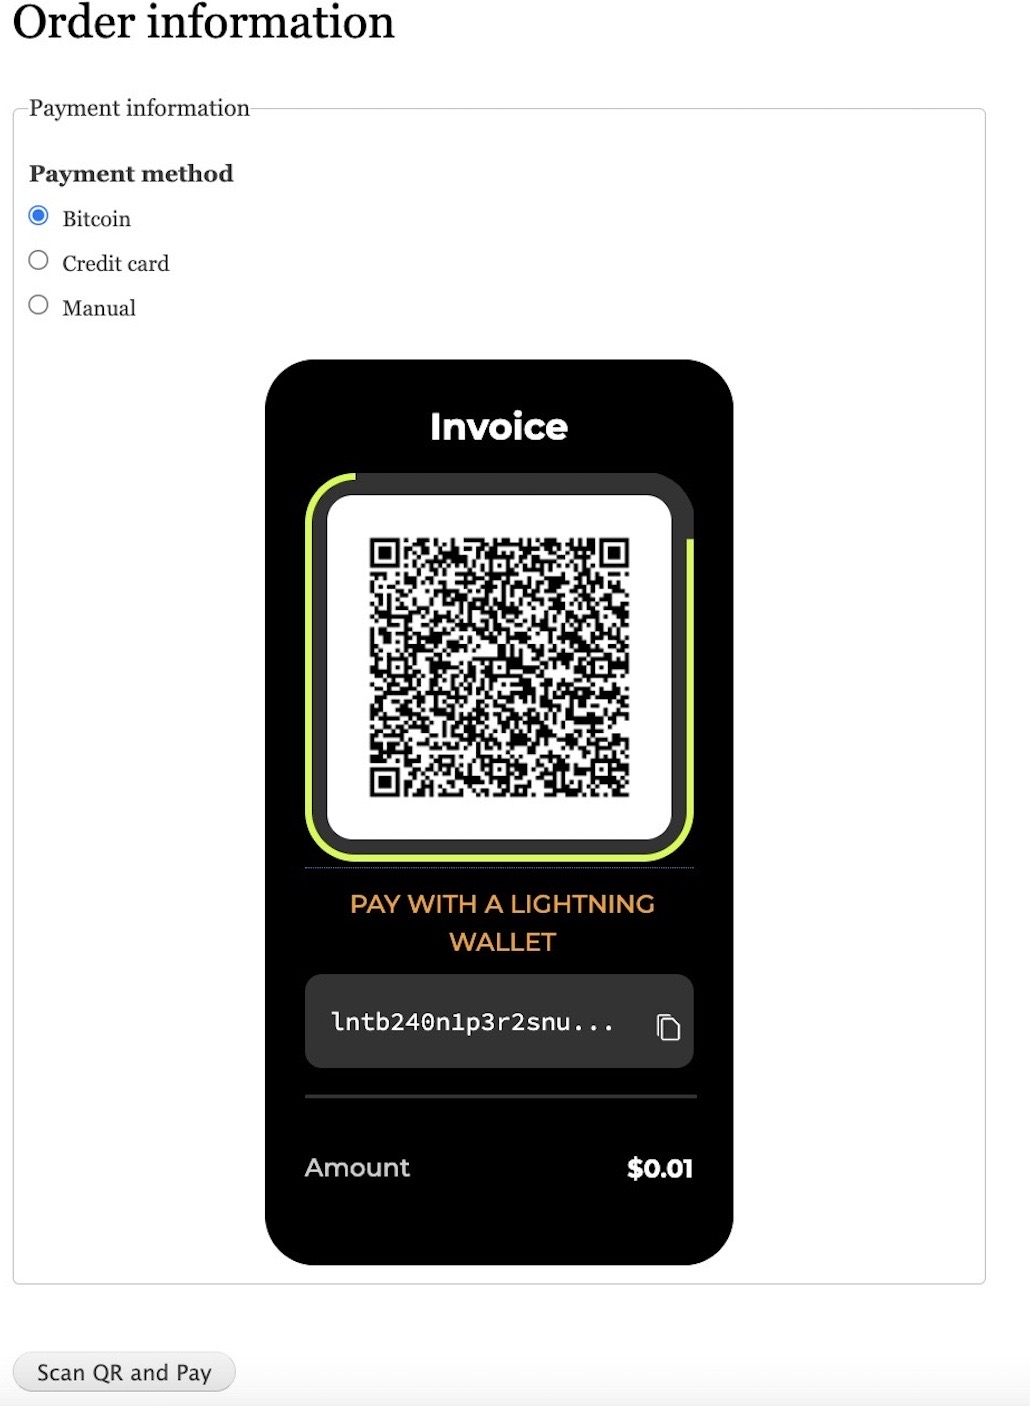 Order information
Payment information
Payment method
Bitcoin
Credit card
Manual
Invoice
PAY WITH A LIGHTNING
WALLET
lntb240n1p3r2snu...
Amount $0.01
Scan QR and Pay